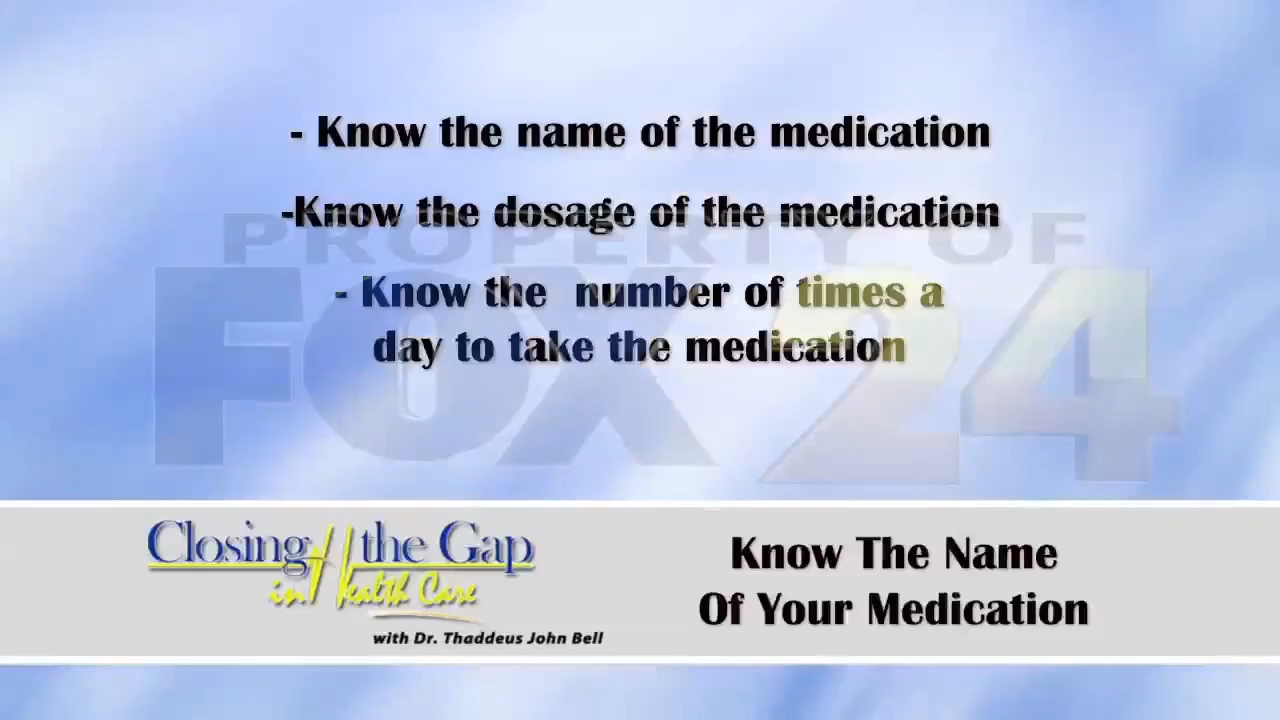 - Know the name of the medication
-Know the dosage of the medication
PROPERTY OF
- Know the  number of times a
FOX 24
day to take the medication
Closing the Gap
in Health Care
with Dr. Thaddeus John Bell
Know The Name
Of Your Medication